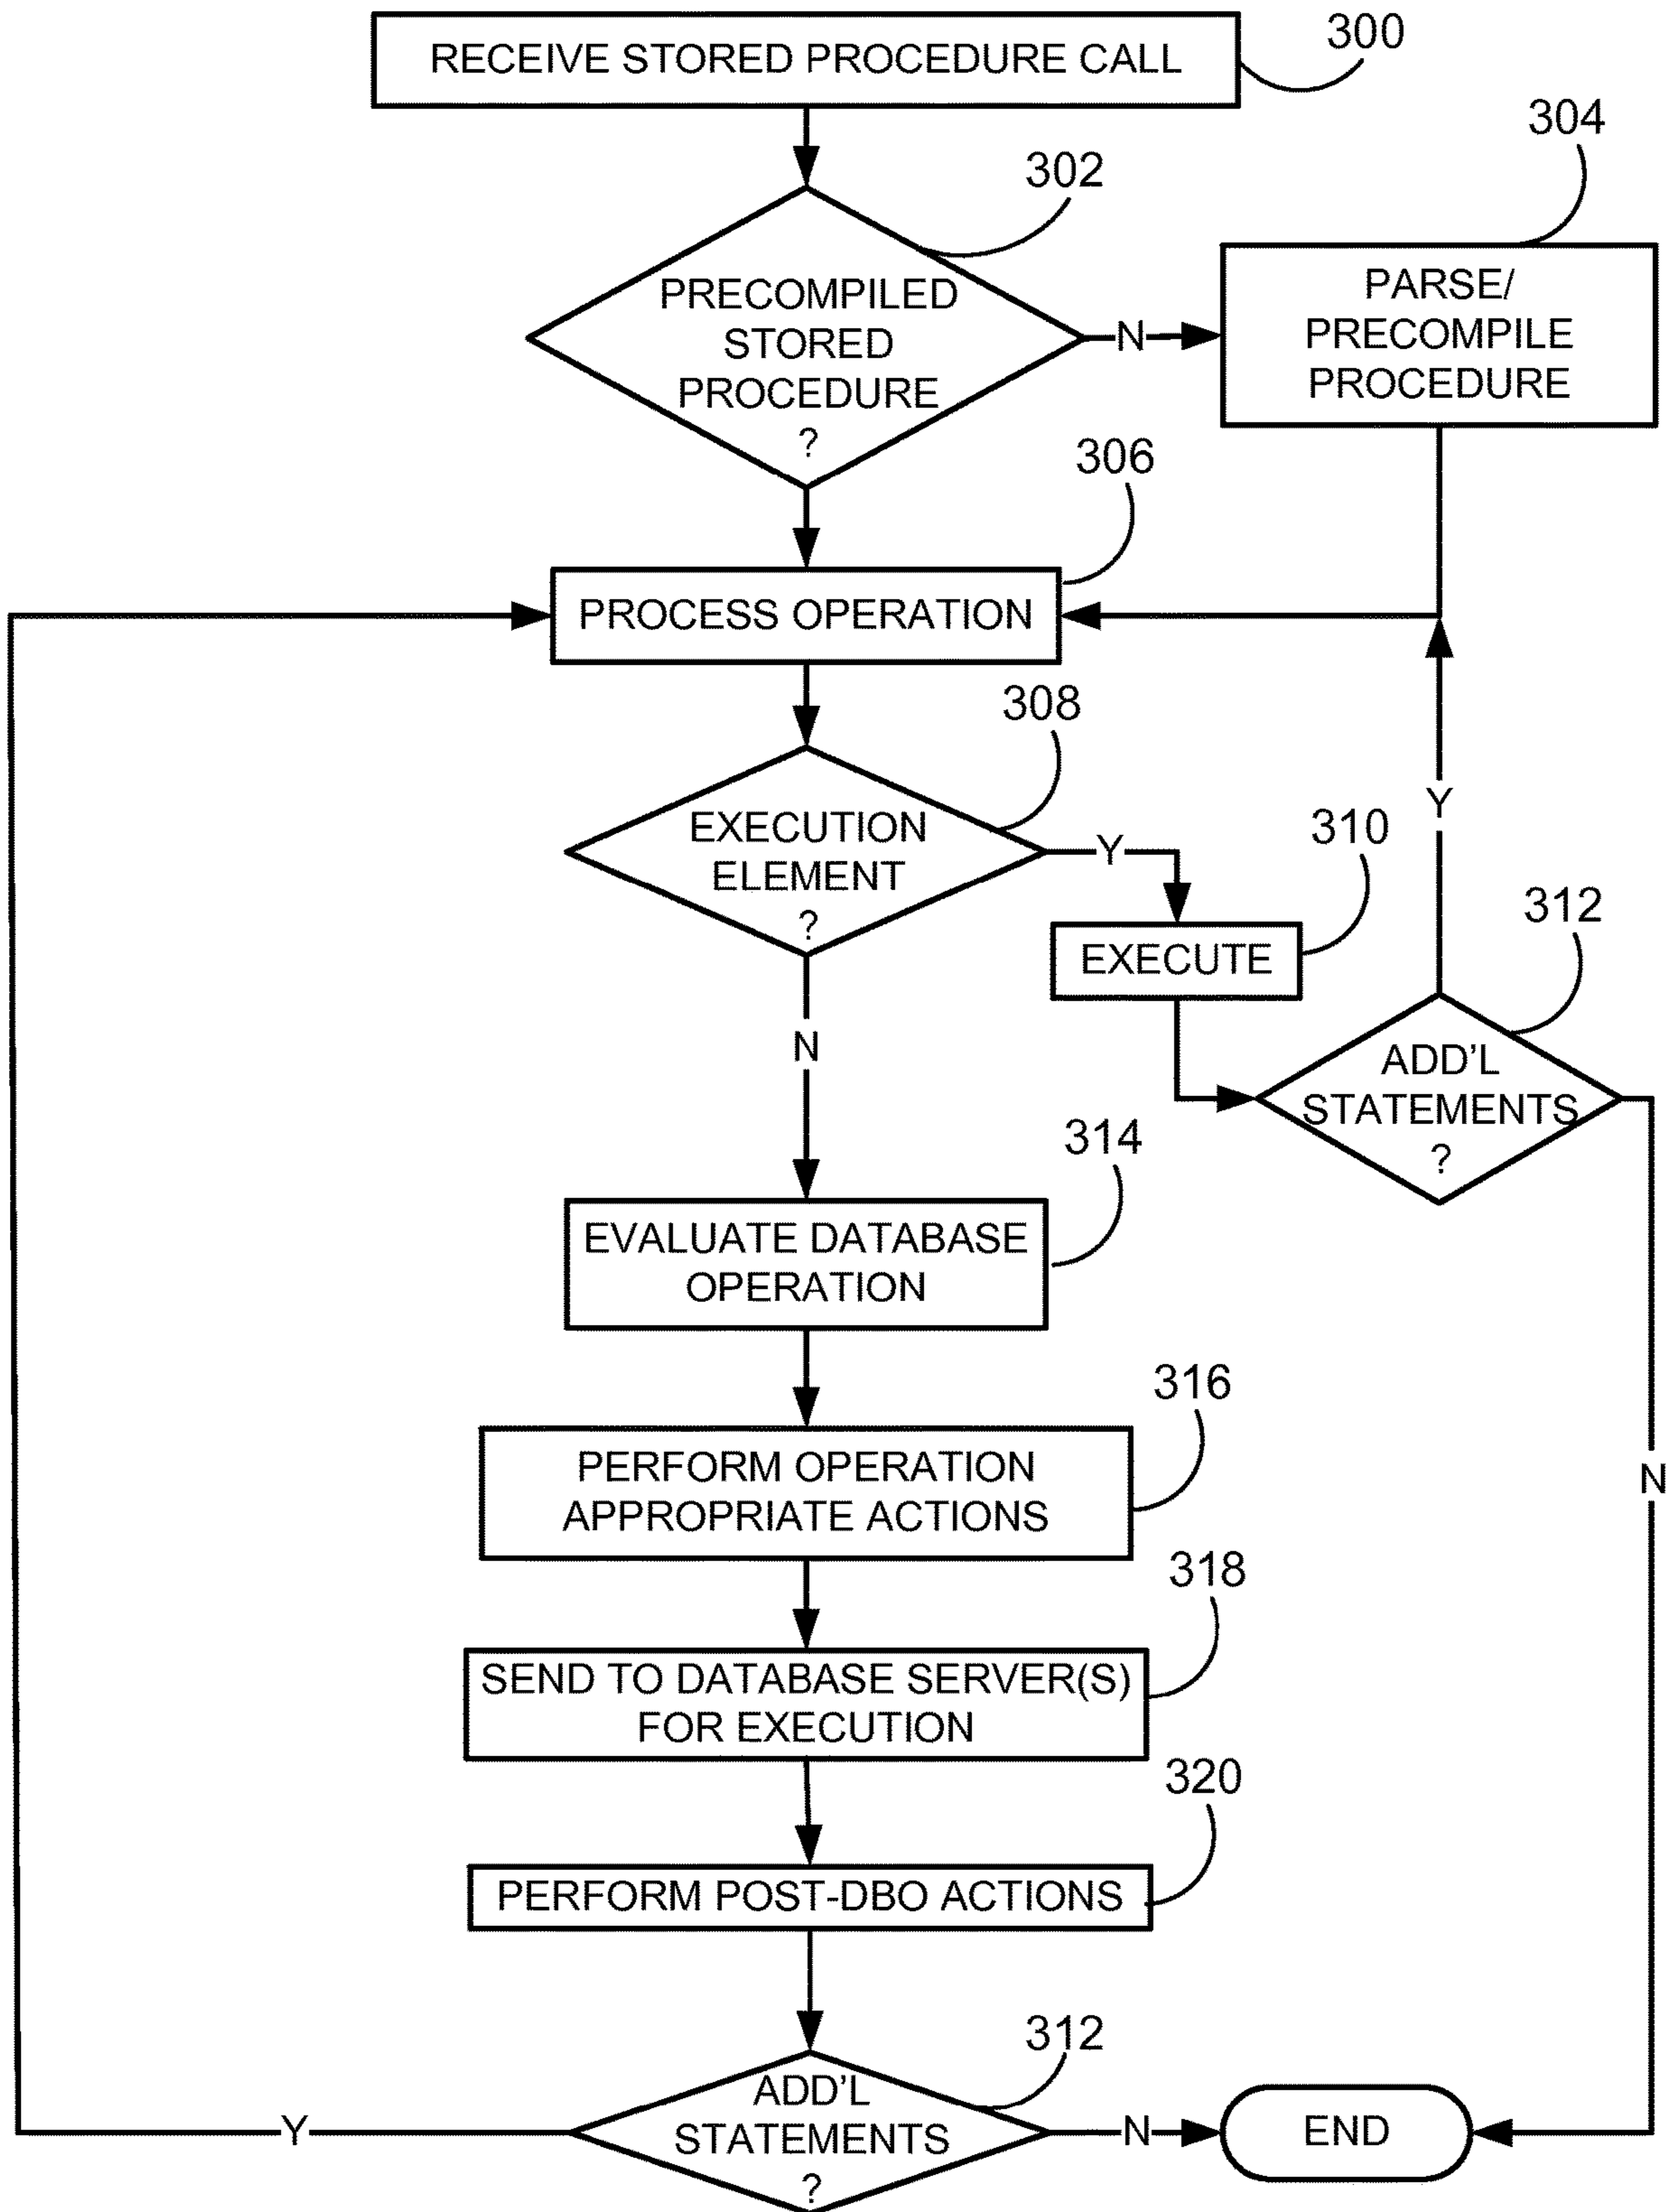 RECEIVE STORED PROCEDURE CALL
300
302
304
PRECOMPILED
STORED
PROCEDURE
?
N
PARSE/
PRECOMPILE
PROCEDURE
306
PROCESS OPERATION
308
EXECUTION
ELEMENT
?
Y
310
EXECUTE
Y
312
ADD'L
STATEMENTS
?
N
N
314
EVALUATE DATABASE
OPERATION
316
PERFORM OPERATION
APPROPRIATE ACTIONS
318
SEND TO DATABASE SERVER(S)
FOR EXECUTION
320
PERFORM POST-DBO ACTIONS
312
ADD'L
STATEMENTS
?
Y
N
END